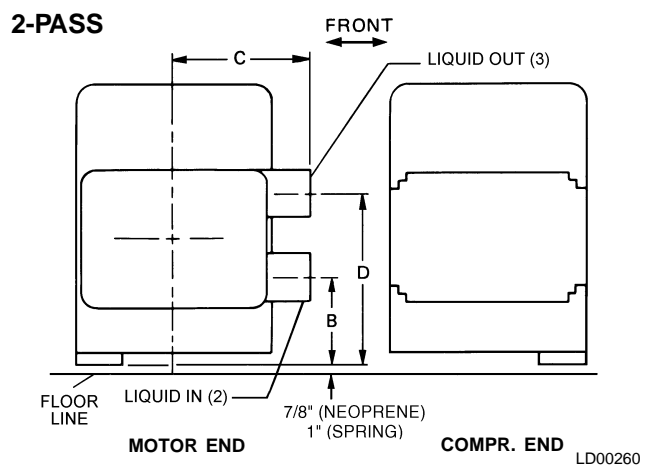 2-PASS
FRONT
C
LIQUID OUT (3)
D
B
FLOOR
LINE
LIQUID IN (2)
7/8" (NEOPRENE)
1" (SPRING)
MOTOR END
COMPR. END
LD00260